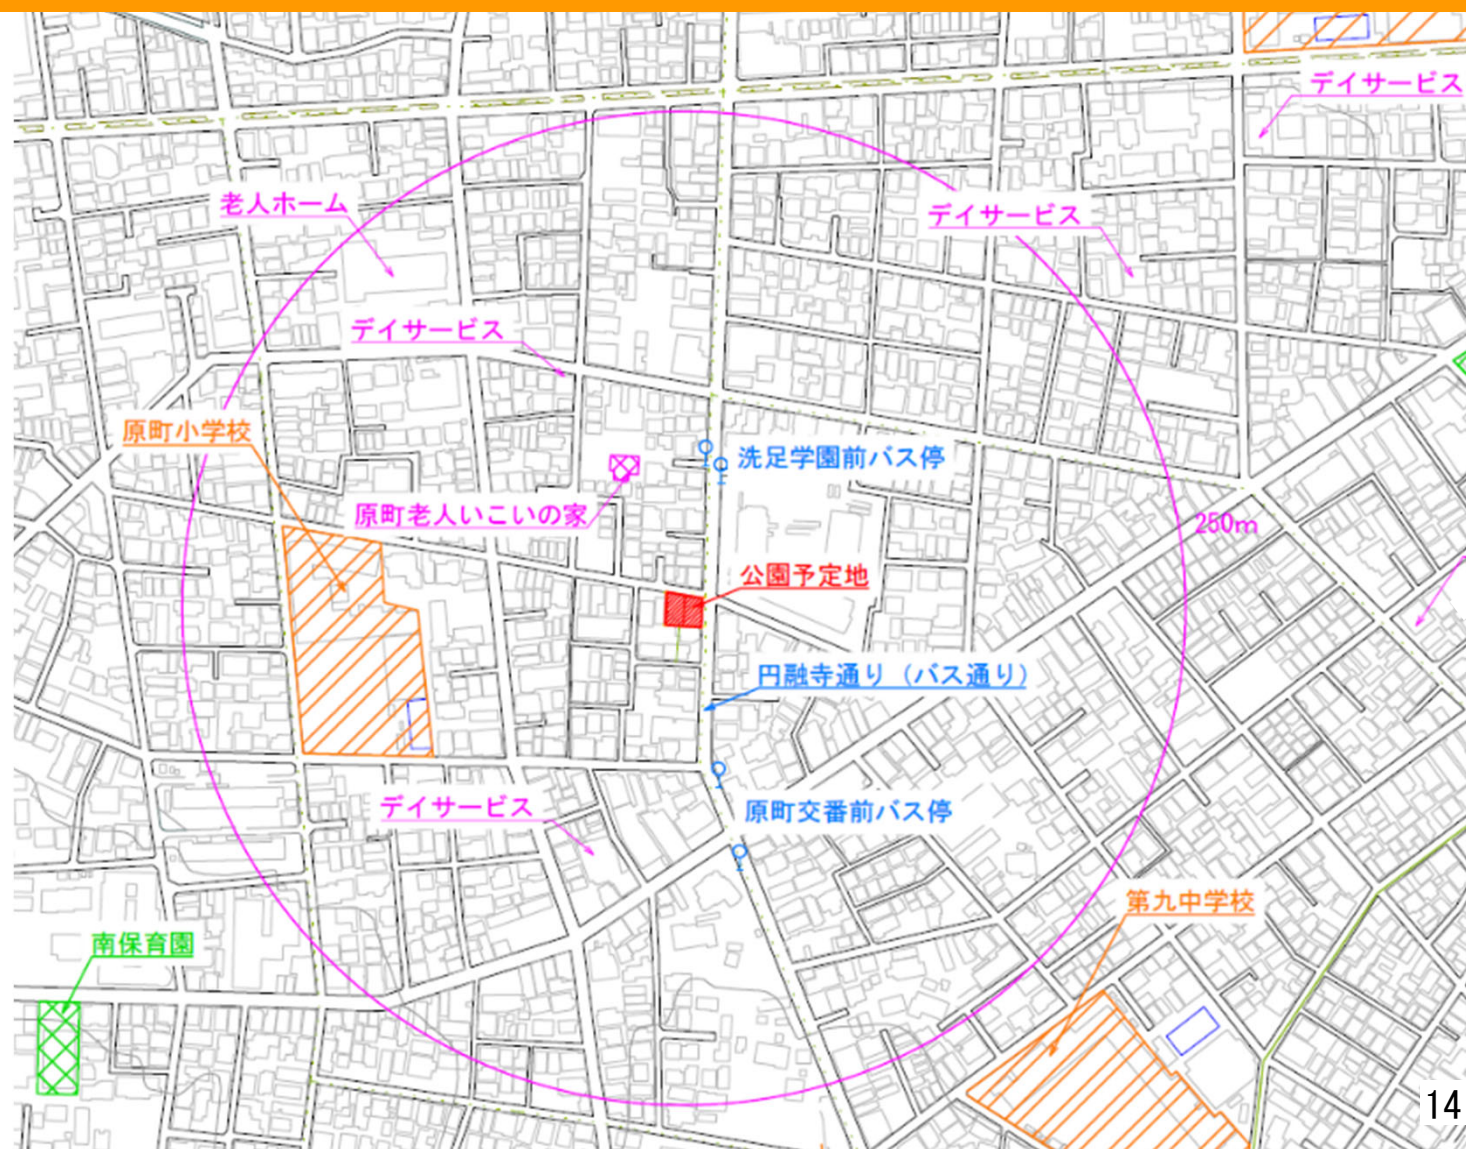 デイサービス
老人ホーム
デイサービス
デイサービス
原町小学校
洗足学園前バス停
原町老人いこいの家
250m
公園予定地
円融寺通り（バス通り）
デイサービス
原町交番前バス停
第九中学校
南保育園
14